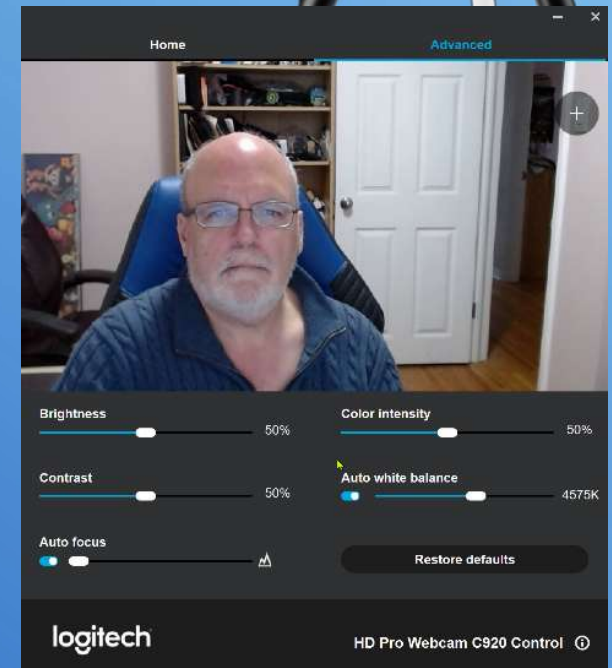 Home Advanced
Brightness Color intensity
50% 50%
Contrast Auto white balance
50% 4575K
Auto focus
Restore defaults
logitech HD Pro Webcam C920 Control